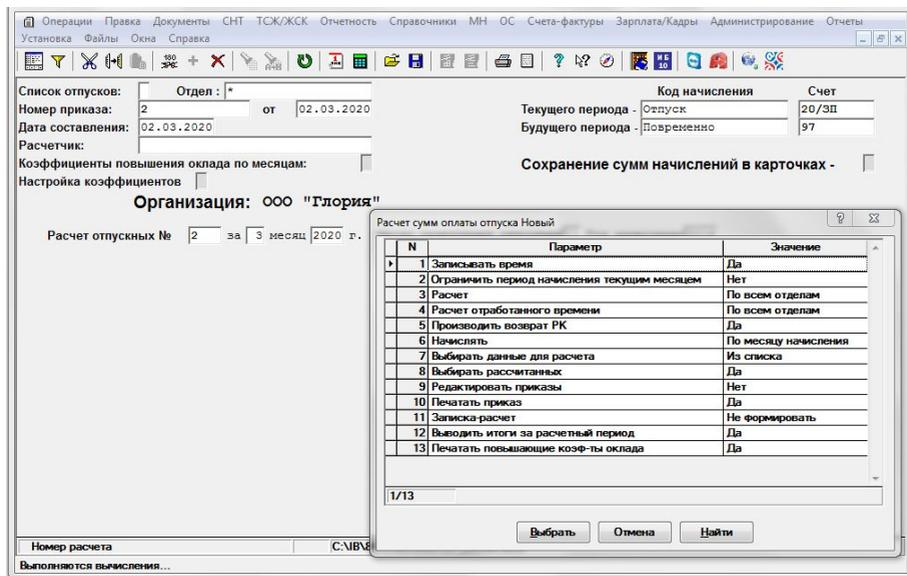 Операции Правка Документы СНТ ТСЖ/ЖСК Отчетность Справочники МН ОС Счета-фактуры Зарплата/Кадры Администрирование Отчеты
Установка Файлы Окна Справка
Список отпусков: Отдел : * Код начисления Счет
Номер приказа: 2 от 02.03.2020 Текущего периода - Отпуск 20/ЗП
Дата составления: 02.03.2020 Будущего периода - Повременно 97
Расчетчик:
Коэффициенты повышения оклада по месяцам: Сохранение сумм начислений в карточках -
Настройка коэффициентов
Организация: ООО "Глория"
Расчет отпускных № 2 за 3 месяц 2020 г.
Расчет сумм оплаты отпуска Новый
N Параметр Значение
1 Записывать время Да
2 Ограничить период начисления текущим месяцем Нет
3 Расчет По всем отделам
4 Расчет отработанного времени По всем отделам
5 Производить возврат РК Да
6 Начислять По месяцу начисления
7 Выбирать данные для расчета Из списка
8 Выбирать рассчитанных Да
9 Редактировать приказы Нет
10 Печатать приказ Да
11 Записка-расчет Не формировать
12 Выводить итоги за расчетный период Да
13 Печатать повышающие коэф-ты оклада Да
1/13
Выбрать Отмена Найти
Номер расчета C:\IB\8
Выполняются вычисления...